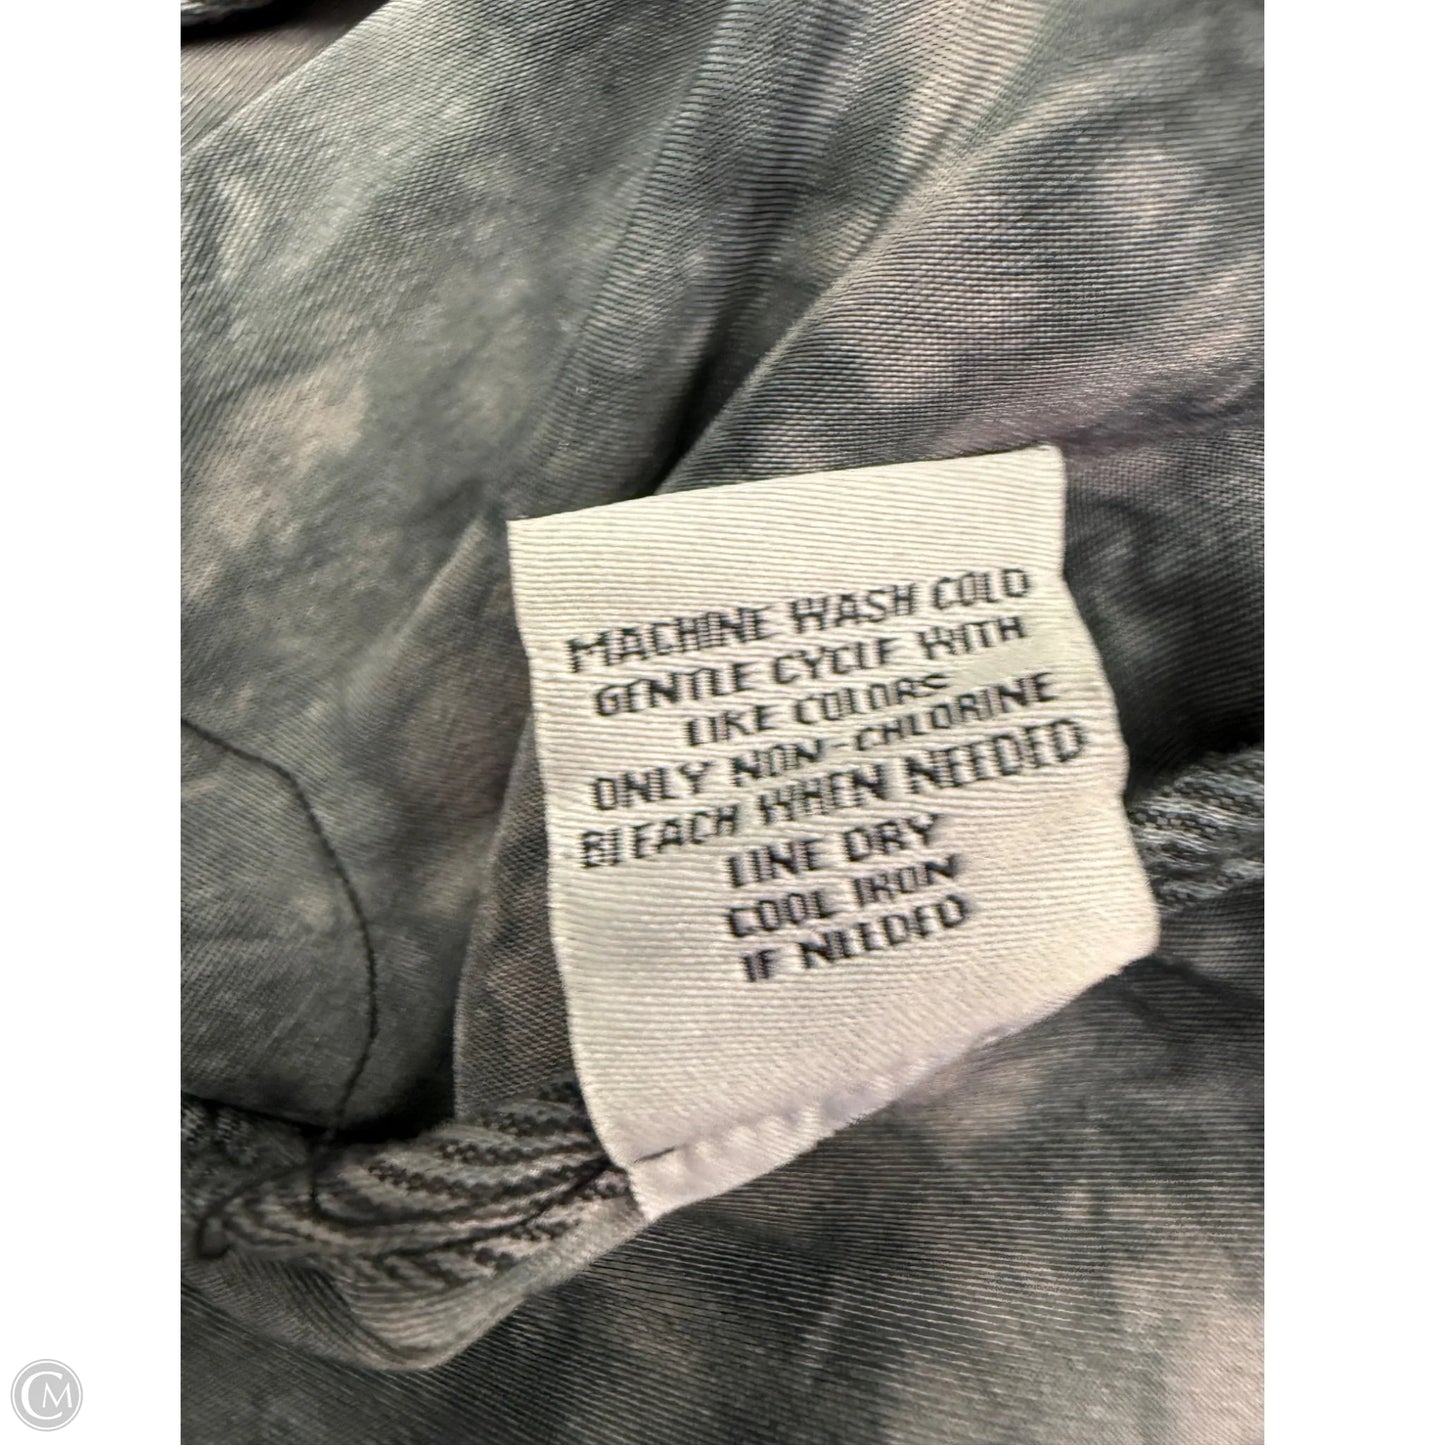 MACHINE WASH COLD
GENTLE CYCLE WITH
LIKE COLORS
ONLY NON-CHLORINE
BLEACH WHEN NEEDED
LINE DRY
COOL IRON
IF NEEDED
CM